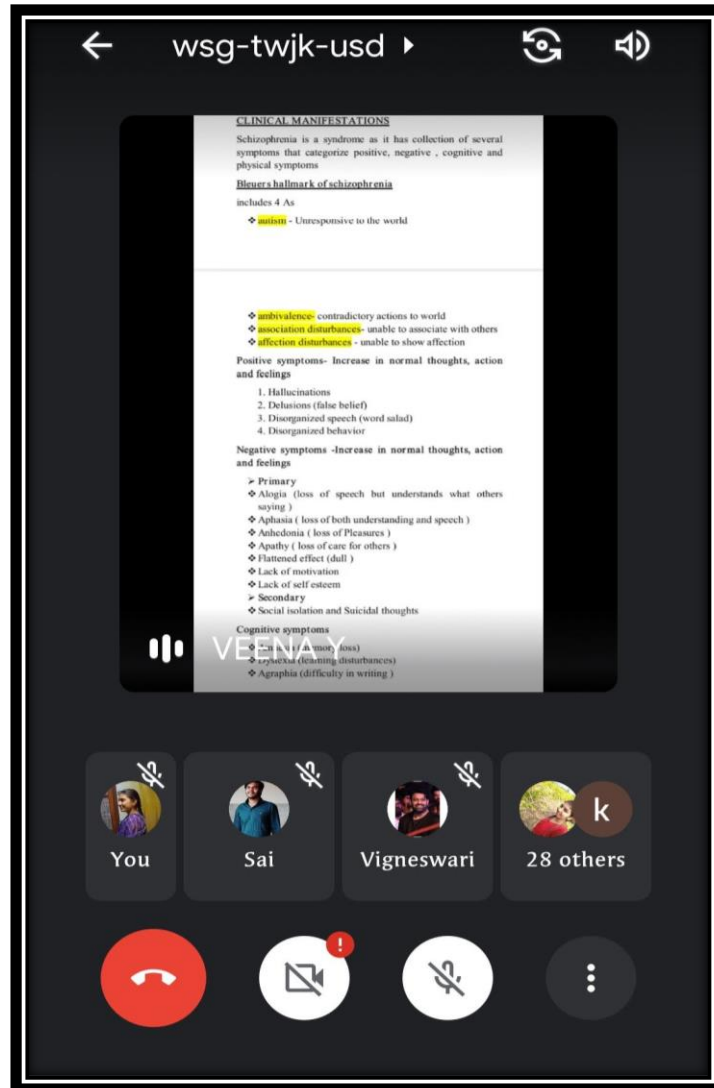 wsg-twjk-usd
CLINICAL MANIFESTATIONS
Schizophrenia is a syndrome as it has collection of several
symptoms that categorize positive, negative , cognitive and
physical symptoms
Bleuers hallmark of schizophrenia
includes 4 As
❖ autism - Unresponsive to the world
❖ ambivalence- contradictory actions to world
❖ association disturbances- unable to associate with others
❖ affection disturbances - unable to show affection
Positive symptoms- Increase in normal thoughts, action
and feelings
1. Hallucinations
2. Delusions (false belief)
3. Disorganized speech (word salad)
4. Disorganized behavior
Negative symptoms -Increase in normal thoughts, action
and feelings
➢ Primary
❖ Alogia (loss of speech but understands what others
saying )
❖ Aphasia ( loss of both understanding and speech )
❖ Anhedonia ( loss of Pleasures )
❖ Apathy ( loss of care for others )
❖ Flattened effect (dull )
❖ Lack of motivation
❖ Lack of self esteem
➢ Secondary
❖ Social isolation and Suicidal thoughts
Cognitive symptoms
VEENA Y
loss)
❖ Dyslexia (learning disturbances)
❖ Agraphia (difficulty in writing )
You
Sai
Vigneswari
k
28 others